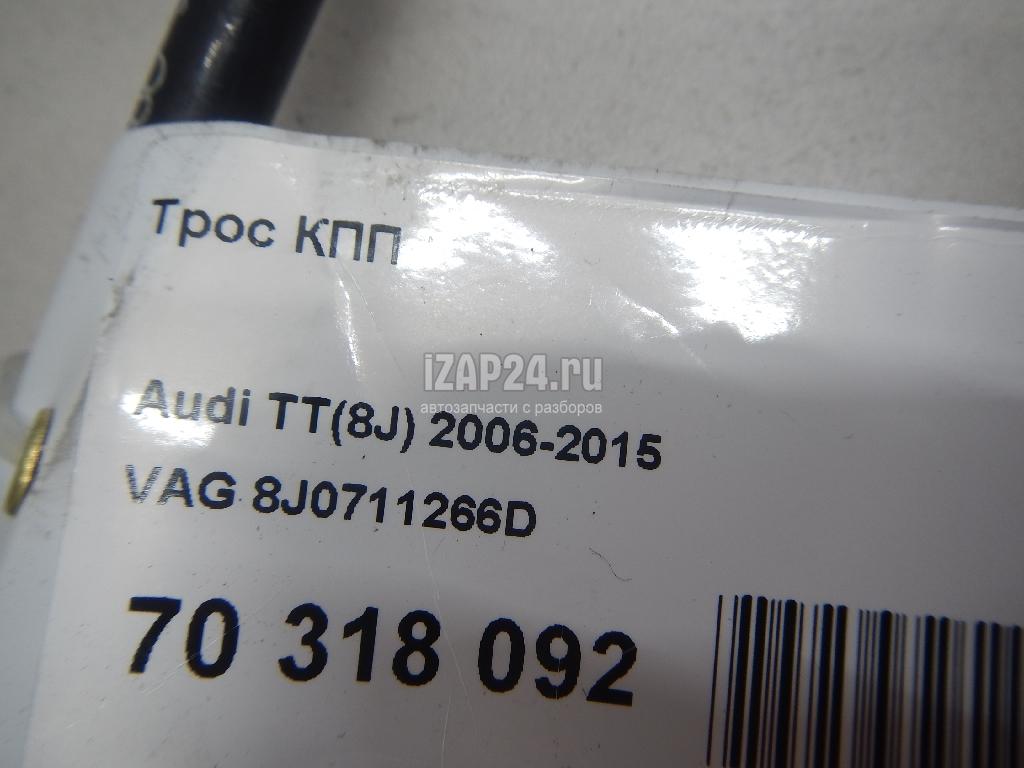 Трос КПП
iZAP24.ru
автозапчасти с разборов
Audi TT(8J) 2006-2015
VAG 8J0711266D
70 318 092